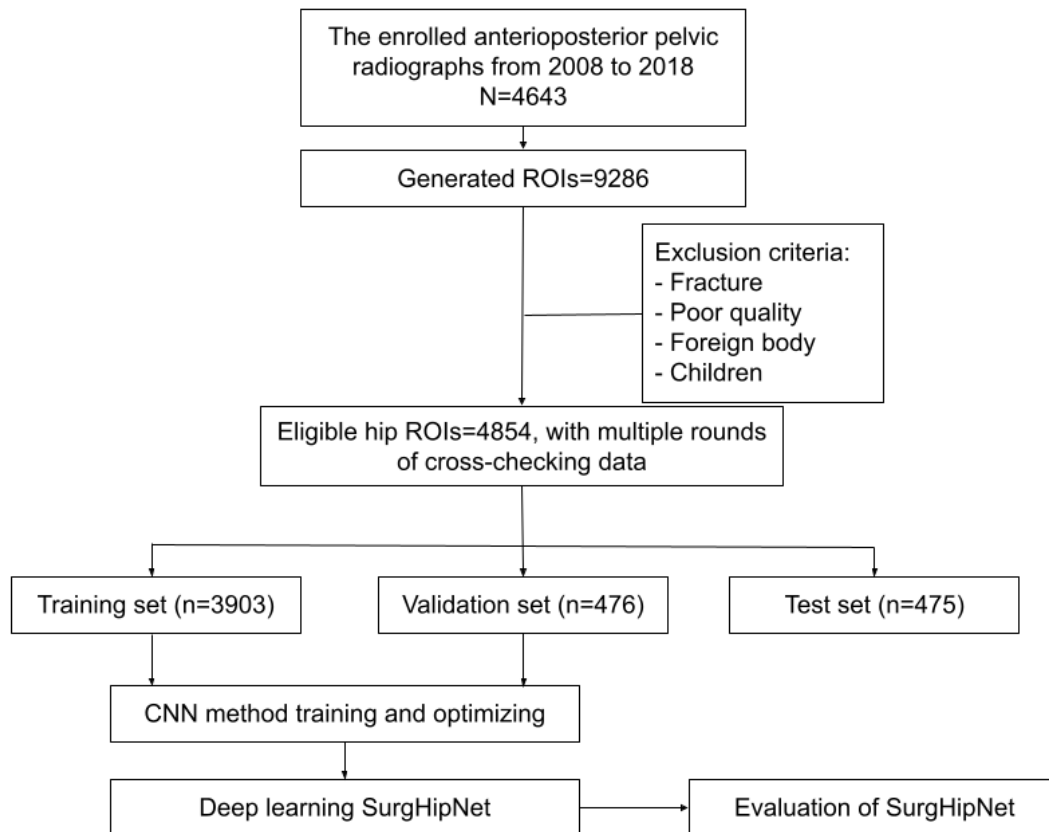 The enrolled anterioposterior pelvic
radiographs from 2008 to 2018
N=4643
Generated ROIs=9286
Exclusion criteria:
- Fracture
- Poor quality
- Foreign body
- Children
Eligible hip ROIs=4854, with multiple rounds
of cross-checking data
Training set (n=3903)
Validation set (n=476)
Test set (n=475)
CNN method training and optimizing
Deep learning SurgHipNet
Evaluation of SurgHipNet